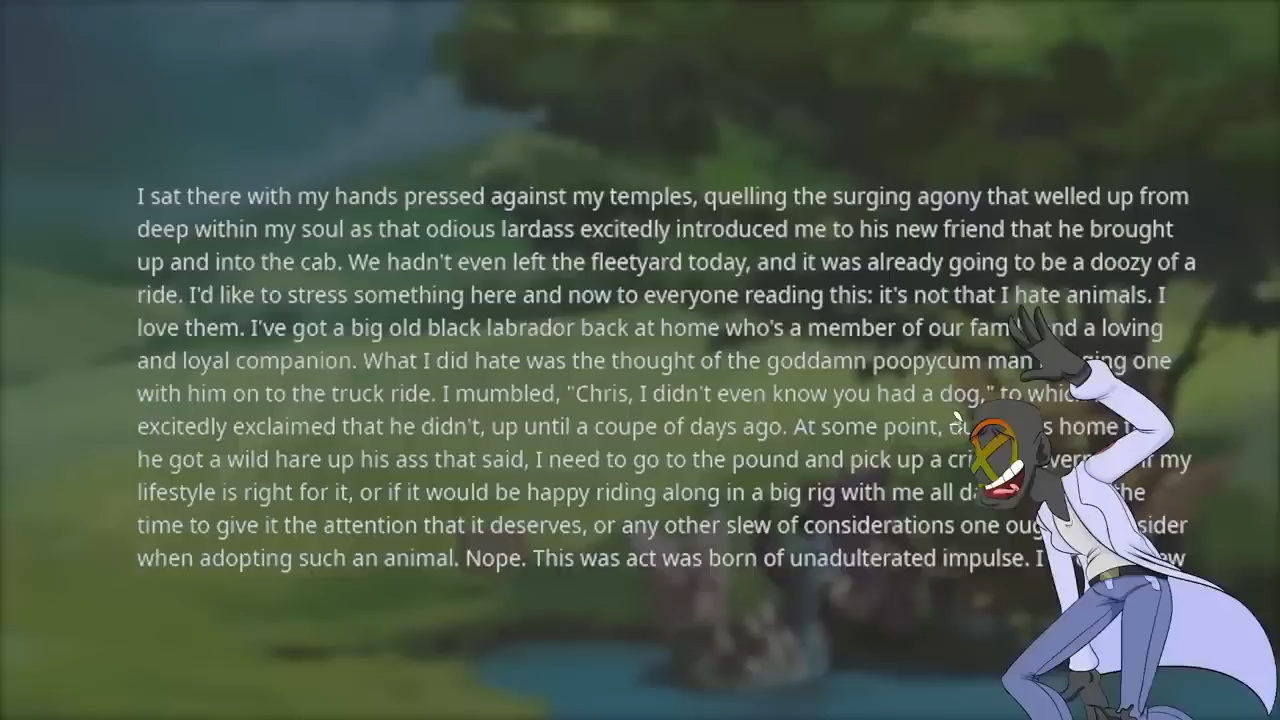 I sat there with my hands pressed against my temples, quelling the surging agony that welled up from
deep within my soul as that odious lardass excitedly introduced me to his new friend that he brought
up and into the cab. We hadn't even left the fleetyard today, and it was already going to be a doozy of a
ride. I'd like to stress something here and now to everyone reading this: it's not that I hate animals. I
love them. I've got a big old black labrador back at home who's a member of our and a loving
and loyal companion. What I did hate was the thought of the goddamn poopycum man one
with him on to the truck ride. I mumbled, "Chris, I didn't even know you had a dog," to
excitedly exclaimed that he didn't, up until a coupe of days ago. At some point, home
he got a wild hare up his ass that said, I need to go to the pound and pick up a my
lifestyle is right for it, or if it would be happy riding along in a big rig with me all the
time to give it the attention that it deserves, or any other slew of considerations one
when adopting such an animal. Nope. This was act was born of unadulterated impulse. I